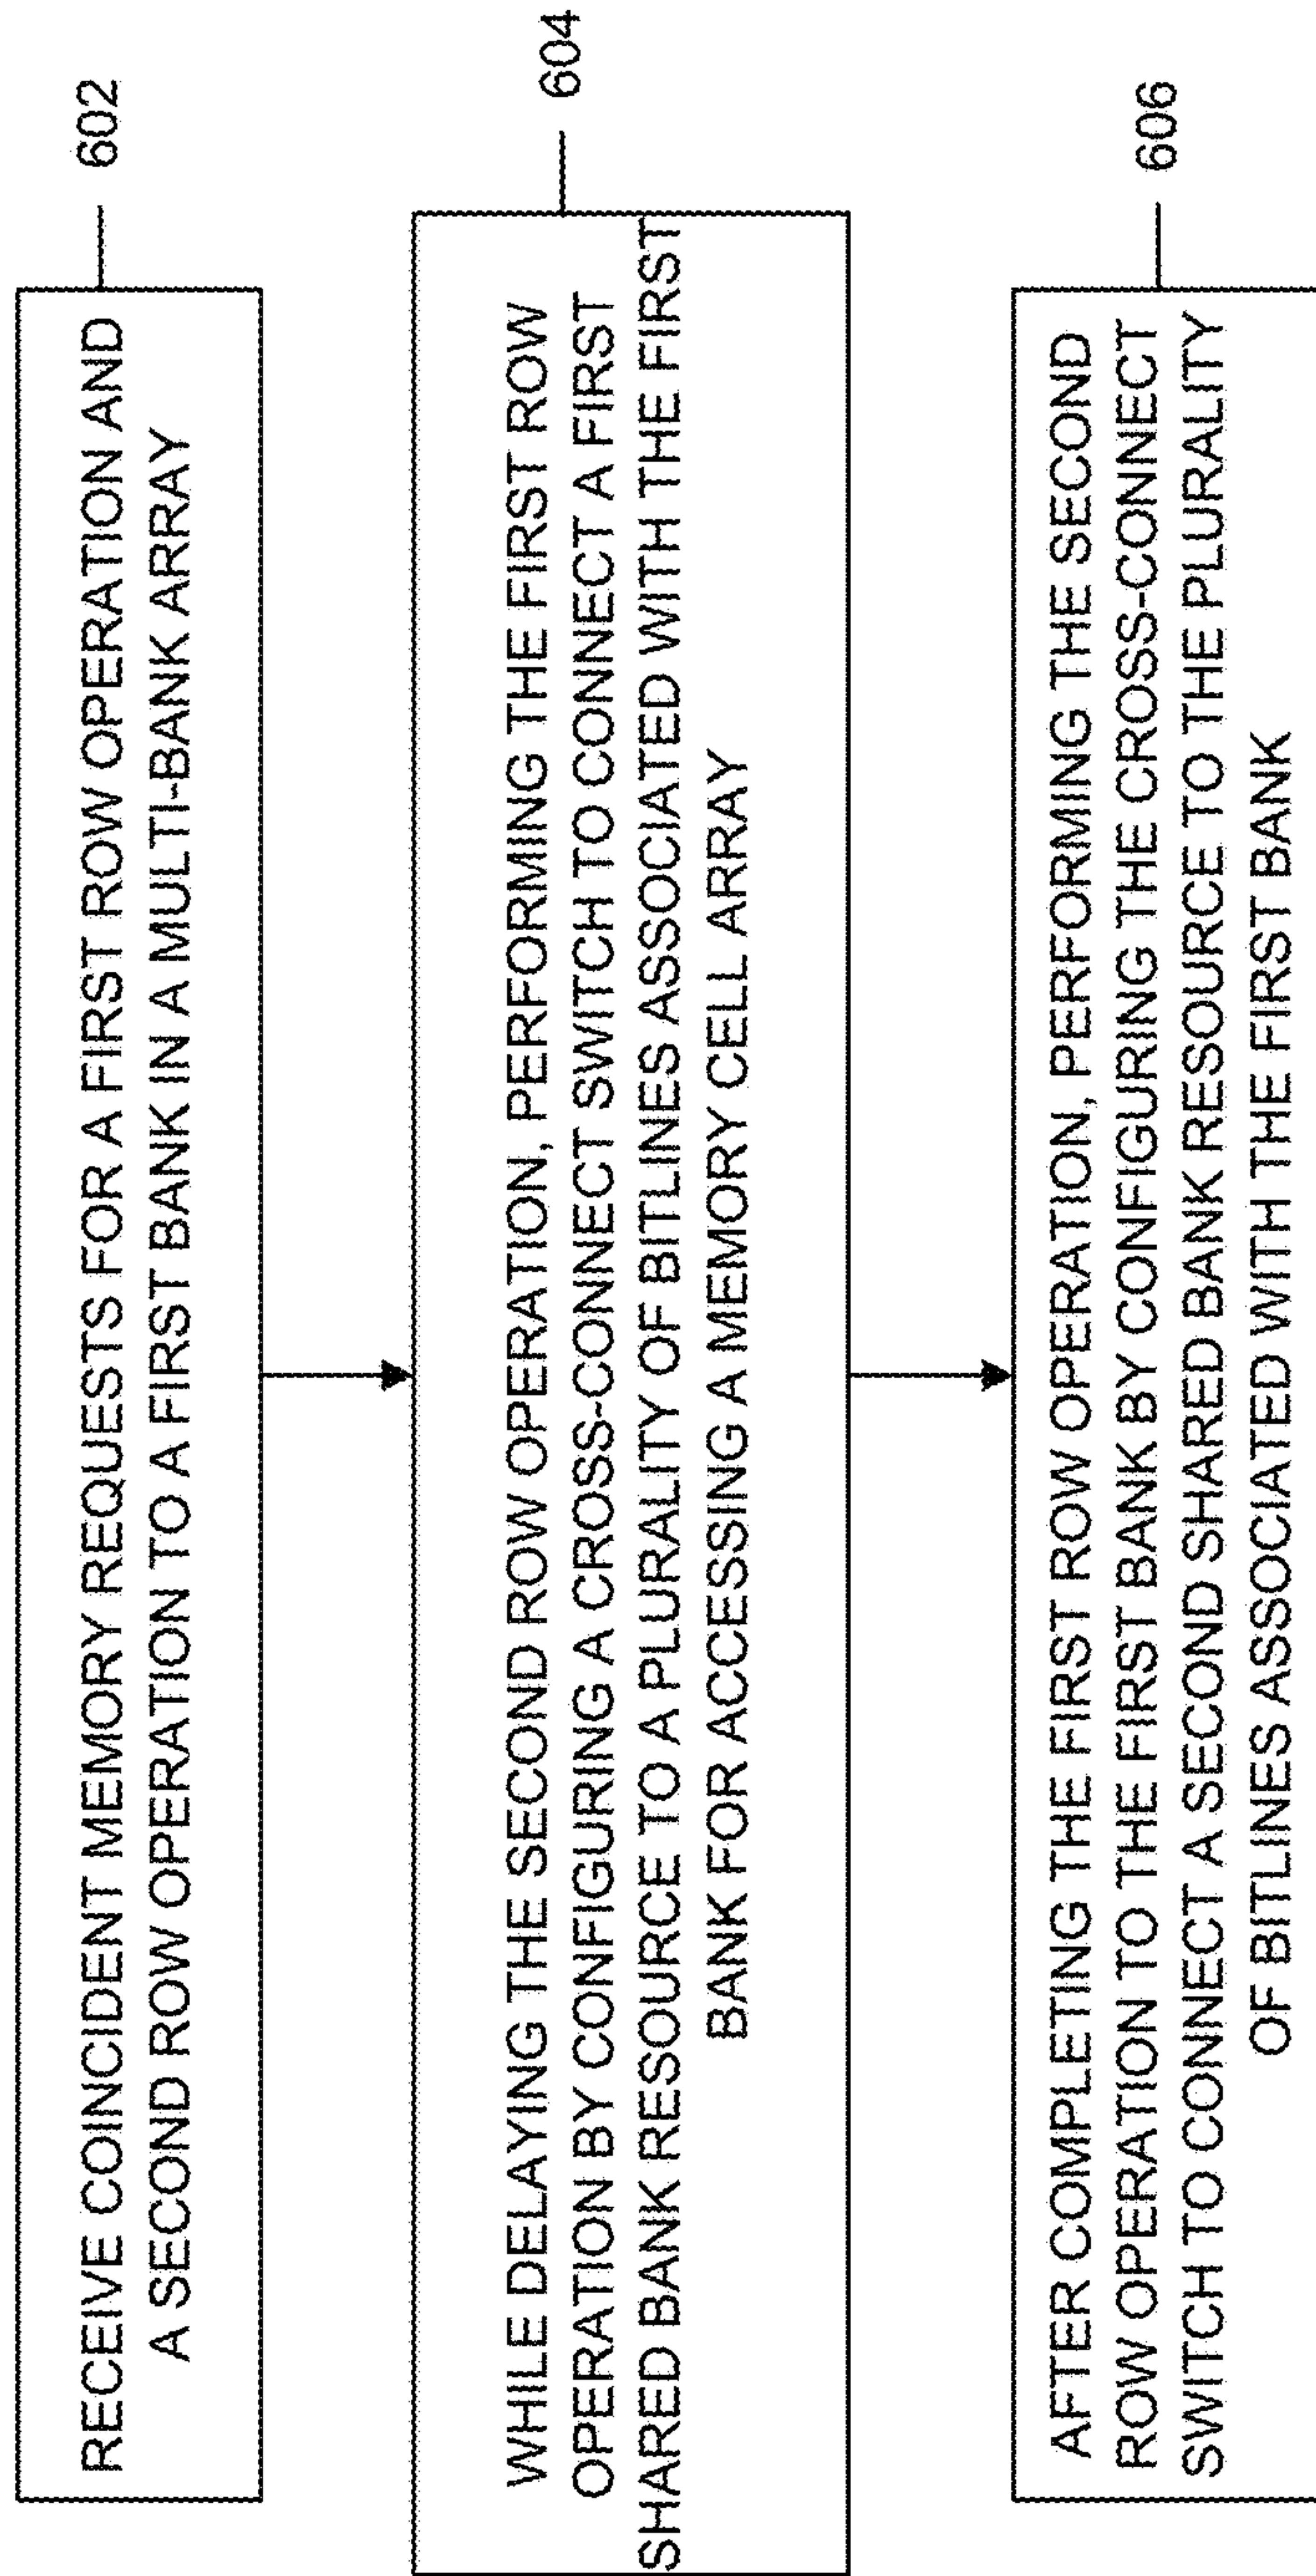 RECEIVE COINCIDENT MEMORY REQUESTS FOR A FIRST ROW OPERATION AND
A SECOND ROW OPERATION TO A FIRST BANK IN A MULTI-BANK ARRAY
602
WHILE DELAYING THE SECOND ROW OPERATION, PERFORMING THE FIRST ROW
OPERATION BY CONFIGURING A CROSS-CONNECT SWITCH TO CONNECT A FIRST
SHARED BANK RESOURCE TO A PLURALITY OF BITLINES ASSOCIATED WITH THE FIRST
BANK FOR ACCESSING A MEMORY CELL ARRAY
604
AFTER COMPLETING THE FIRST ROW OPERATION, PERFORMING THE SECOND
ROW OPERATION TO THE FIRST BANK BY CONFIGURING THE CROSS-CONNECT
SWITCH TO CONNECT A SECOND SHARED BANK RESOURCE TO THE PLURALITY
OF BITLINES ASSOCIATED WITH THE FIRST BANK
606